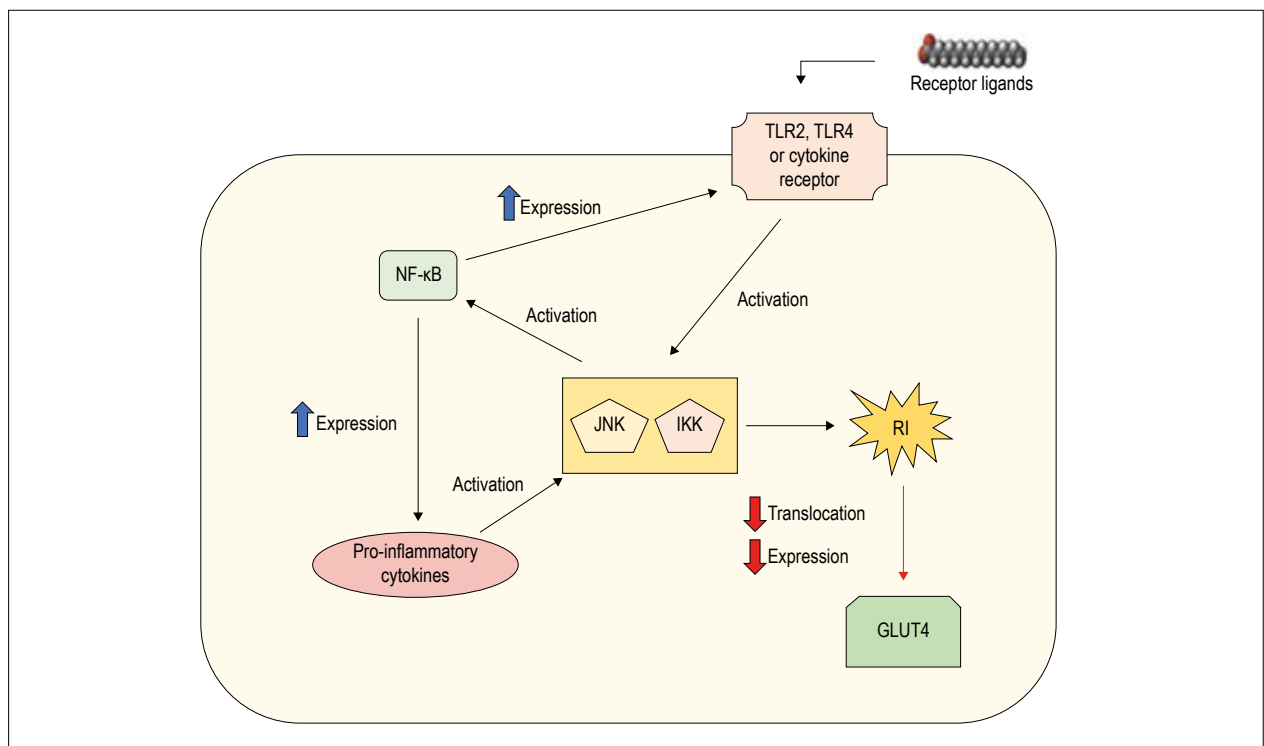 Receptor ligands
TLR2, TLR4
or cytokine
receptor
Expression
NF-κB
Activation
Activation
JNK
IKK
RI
Expression
Activation
Translocation
Pro-inflammatory
cytokines
Expression
GLUT4